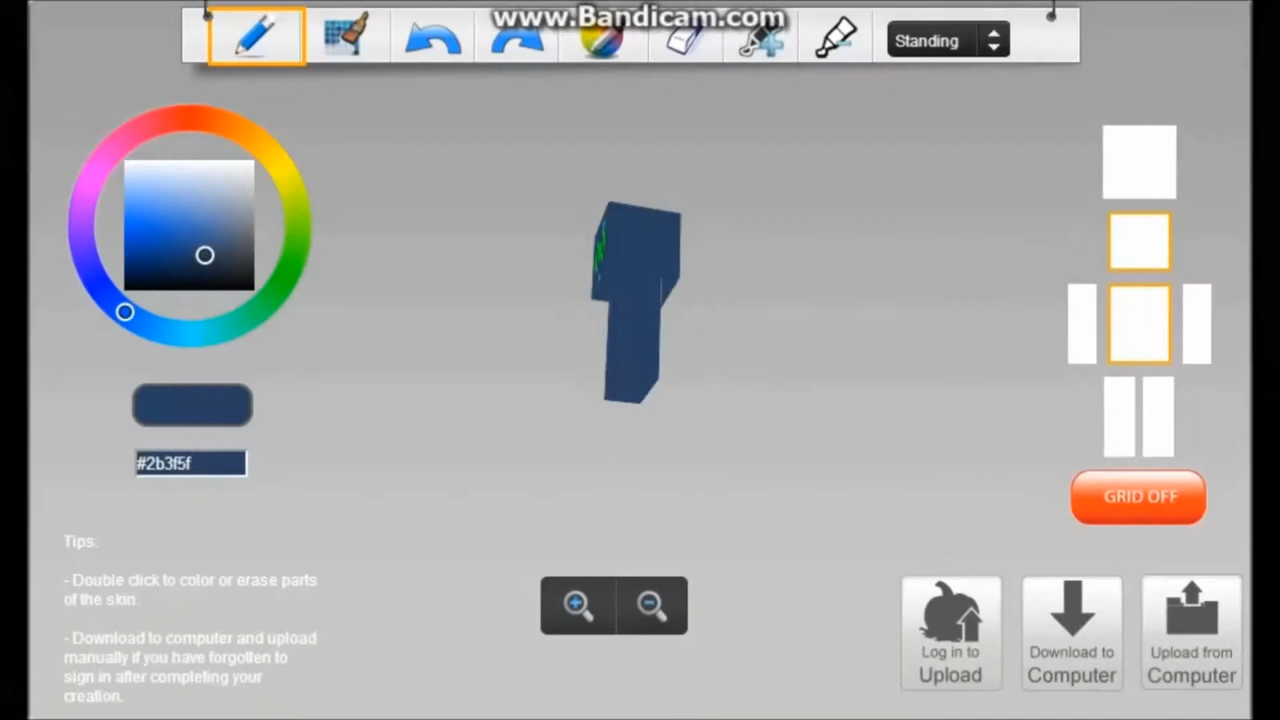 www.Bandicam.com
Standing
#2b3f5f
GRID OFF
Tips:
- Double click to color or erase parts
of the skin.
- Download to computer and upload
manually if you have forgotten to
sign in after completing your
creation.
Log in to
Upload
Download to
Computer
Upload from
Computer